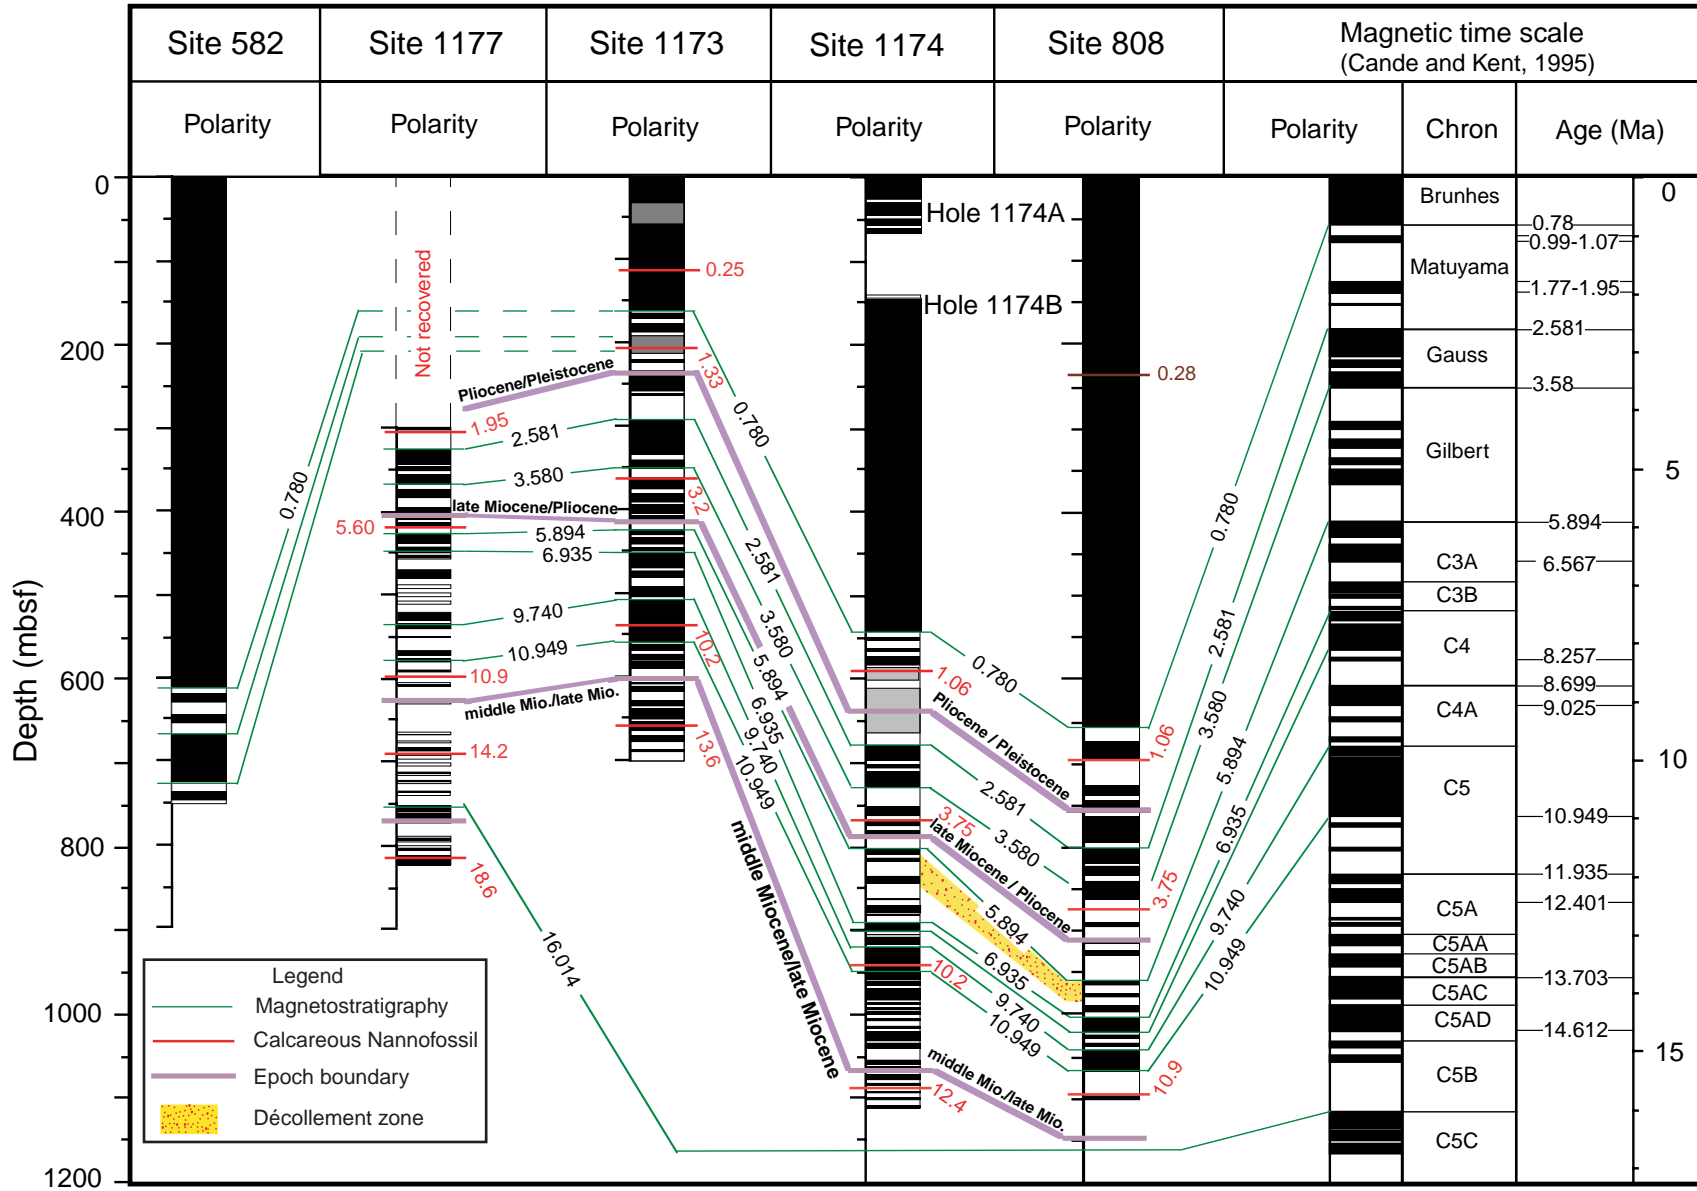 Site 582
Site 1177
Site 1173
Site 1174
Site 808
Magnetic time scale
(Cande and Kent, 1995)
Polarity
Polarity
Polarity
Polarity
Polarity
Polarity
Chron
Age (Ma)
Depth (mbsf)
0
200
400
600
800
1000
1200
0.780
Not recovered
Pliocene/Pleistocene
1.95
2.581
3.580
late Miocene/Pliocene
5.60
5.894
6.935
9.740
10.949
10.9
middle Mio./late Mio.
14.2
18.6
16.014
0.25
1.33
3.2
10.2
13.6
0.780
2.581
3.580
5.894
6.935
9.740
10.949
middle Miocene/late Miocene
Hole 1174A
Hole 1174B
1.06
0.780
Pliocene / Pleistocene
2.581
3.75
3.580
late Miocene / Pliocene
5.894
6.935
10.2
9.740
10.949
middle Mio./late Mio.
12.4
0.28
1.06
3.75
10.9
0.780
2.581
3.580
5.894
6.935
9.740
10.949
Brunhes
Matuyama
Gauss
Gilbert
C3A
C3B
C4
C4A
C5
C5A
C5AA
C5AB
C5AC
C5AD
C5B
C5C
0.78
0.99-1.07
1.77-1.95
2.581
3.58
5.894
6.567
8.257
8.699
9.025
10.949
11.935
12.401
13.703
14.612
0
5
10
15
Legend
Magnetostratigraphy
Calcareous Nannofossil
Epoch boundary
Décollement zone